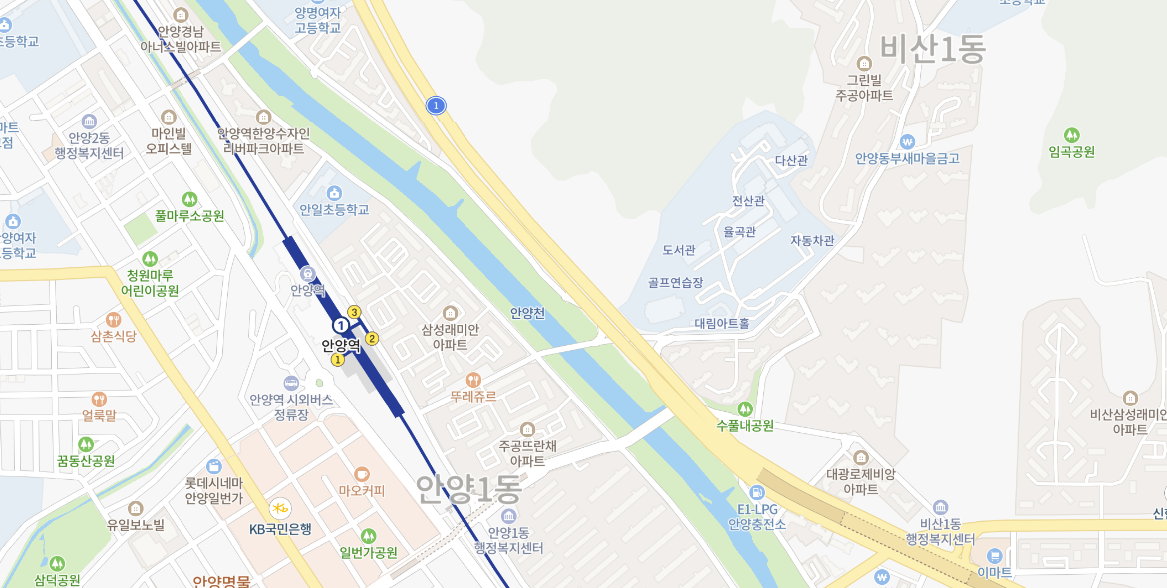 안양경남
아너스빌아파트
양명여자
고등학교
초등학교
비산1동
그린빌
주공아파트
1
안양2동
행정복지센터
마인빌
오피스텔
안양역한양수자인
리버파크아파트
안양동부새마을금고
임곡공원
다산관
전산관
율곡관
자동차관
도서관
골프연습장
대림아트홀
안일초등학교
풀마루소공원
청원마루
어린이공원
안양역
3
1
2
안양역
1
안양천
삼성래미안
아파트
삼촌식당
안양역 시외버스
정류장
뚜레쥬르
얼룩말
꿈동산공원
수풀내공원
비산삼성래미안
아파트
주공뜨란채
아파트
대광로제비앙
아파트
롯데시네마
안양일번가
마오커피
안양1동
E1-LPG
안양충전소
유일보노빌
KB국민은행
일번가공원
안양1동
행정복지센터
비산1동
행정복지센터
이마트
삼덕공원
안양명물